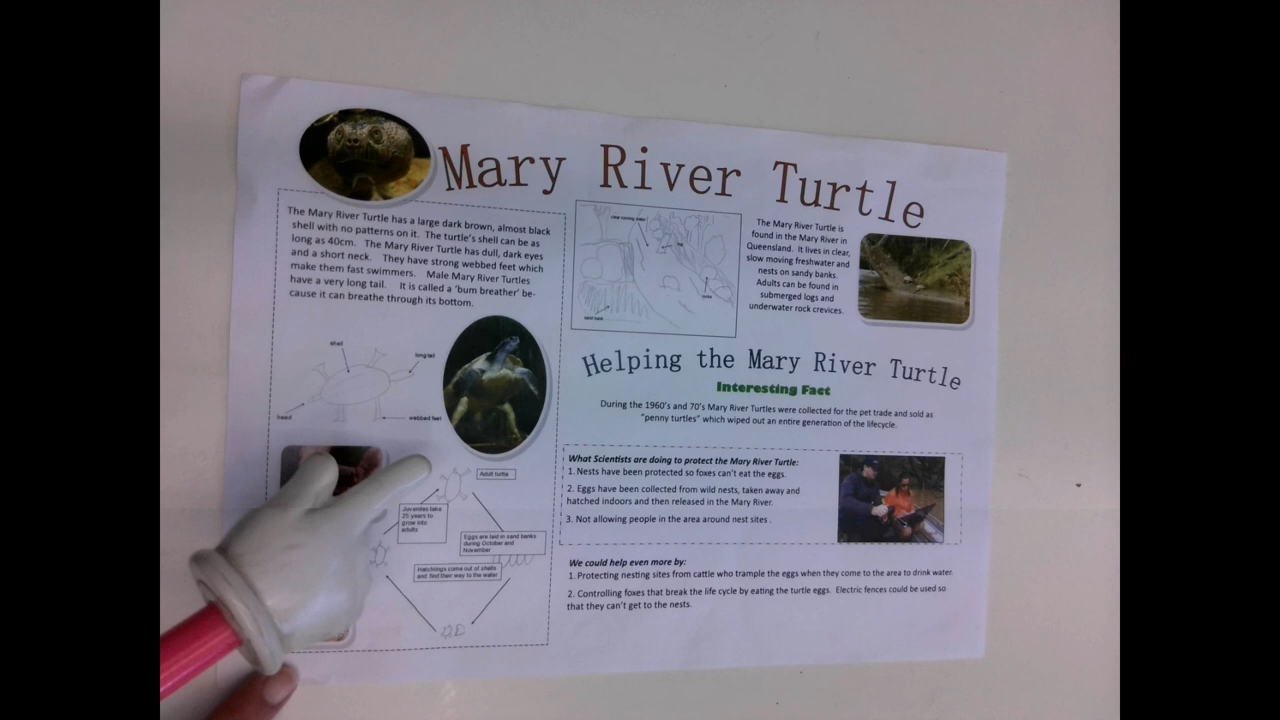 Mary River Turtle
The Mary River Turtle has a large dark brown, almost black
shell with no patterns on it. The turtle's shell can be as
long as 40cm. The Mary River Turtle has dull, dark eyes
and a short neck. They have strong webbed feet which
make them fast swimmers. Male Mary River Turtles
have a very long tail. It is called a 'bum breather' be-
cause it can breathe through its bottom.
shell
long tail
head
webbed feet
Adult turtle
Juveniles take
25 years to
grow into
adults
Eggs are laid in sand banks
during October and
November
Hatchlings come out of shells
and find their way to the water
clear running water
log
rocks
sand bank
The Mary River Turtle is
found in the Mary River in
Queensland. It lives in clear,
slow moving freshwater and
nests on sandy banks.
Adults can be found in
submerged logs and
underwater rock crevices.
Helping the Mary River Turtle
Interesting Fact
During the 1960's and 70's Mary River Turtles were collected for the pet trade and sold as
"penny turtles" which wiped out an entire generation of the lifecycle.
What Scientists are doing to protect the Mary River Turtle:
1. Nests have been protected so foxes can't eat the eggs.
2. Eggs have been collected from wild nests, taken away and
hatched indoors and then released in the Mary River.
3. Not allowing people in the area around nest sites .
We could help even more by:
1. Protecting nesting sites from cattle who trample the eggs when they come to the area to drink water.
2. Controlling foxes that break the life cycle by eating the turtle eggs. Electric fences could be used so
that they can't get to the nests.